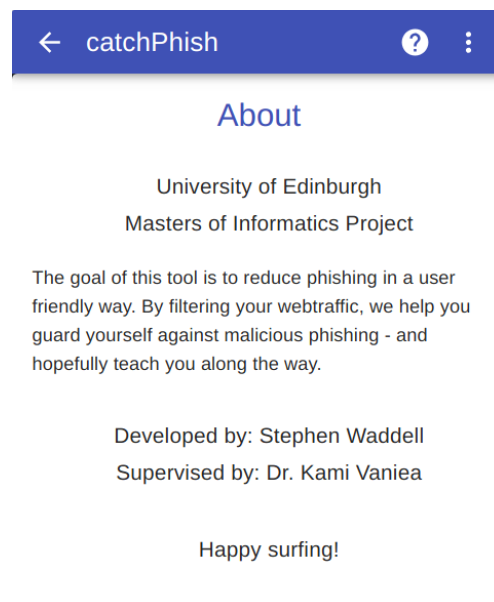 catchPhish
About
University of Edinburgh
Masters of Informatics Project
The goal of this tool is to reduce phishing in a user
friendly way. By filtering your webtraffic, we help you
guard yourself against malicious phishing - and
hopefully teach you along the way.
Developed by: Stephen Waddell
Supervised by: Dr. Kami Vaniea
Happy surfing!